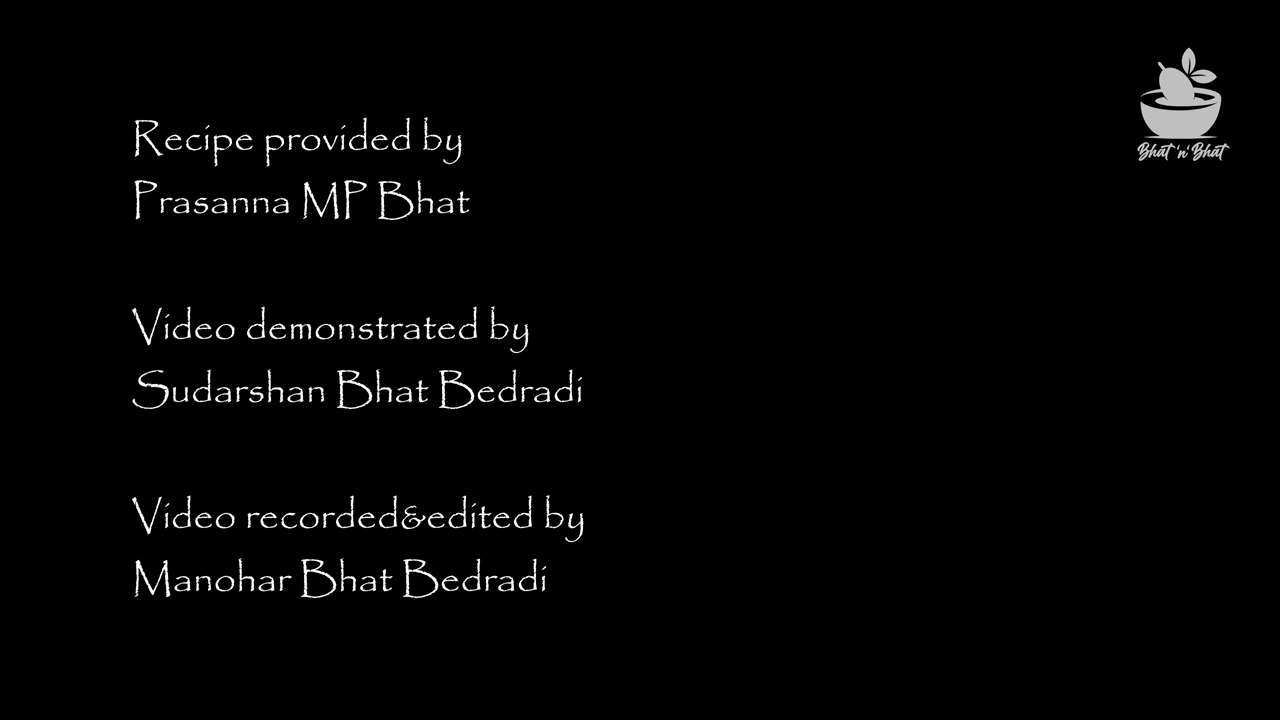 Recipe provided by
Prasanna MP Bhat
Video demonstrated by
Sudarshan Bhat Bedradi
Video recorded&edited by
Manohar Bhat Bedradi
Bhat 'n' Bhat